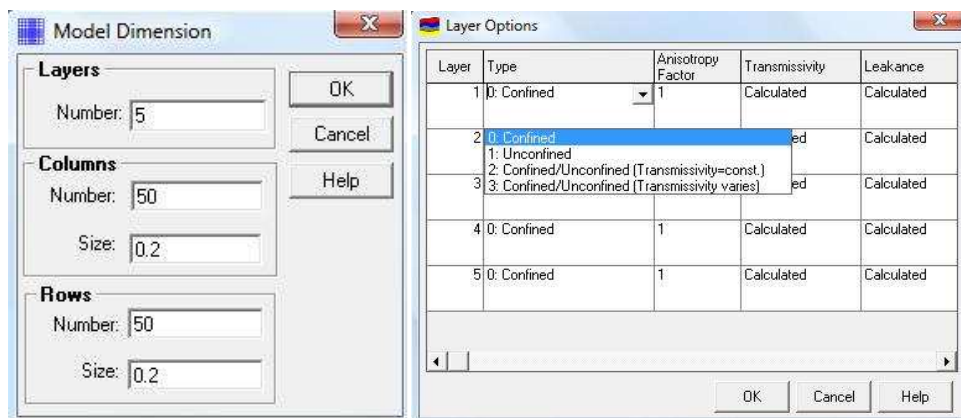 Model Dimension
Layers
Number: 5
OK
Cancel
Help
Columns
Number: 50
Size: 0.2
Rows
Number: 50
Size: 0.2
Layer Options
Layer Type Anisotropy Factor Transmissivity Leakance
1 0: Confined 1 Calculated Calculated
2 0: Confined ed Calculated
1: Unconfined
2: Confined/Unconfined (Transmissivity=const.)
3 3: Confined/Unconfined (Transmissivity varies) ed Calculated
4 0: Confined 1 Calculated Calculated
5 0: Confined 1 Calculated Calculated
OK Cancel Help